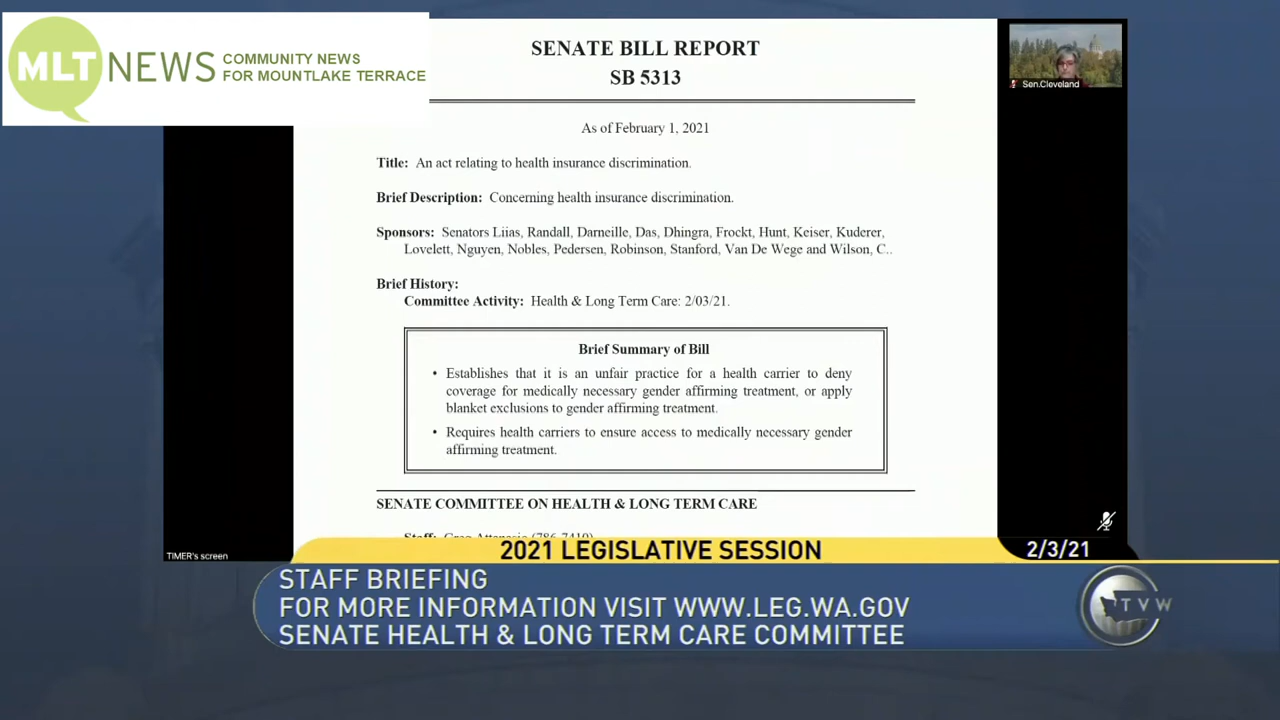 MLT NEWS
COMMUNITY NEWS
FOR MOUNTLAKE TERRACE
SENATE BILL REPORT
SB 5313
As of February 1, 2021
Title: An act relating to health insurance discrimination.
Brief Description: Concerning health insurance discrimination.
Sponsors: Senators Liias, Randall, Darneille, Das, Dhingra, Frockt, Hunt, Keiser, Kuderer,
Lovelett, Nguyen, Nobles, Pedersen, Robinson, Stanford, Van De Wege and Wilson, C..
Brief History:
Committee Activity: Health & Long Term Care: 2/03/21.
Brief Summary of Bill
• Establishes that it is an unfair practice for a health carrier to deny
coverage for medically necessary gender affirming treatment, or apply
blanket exclusions to gender affirming treatment.
• Requires health carriers to ensure access to medically necessary gender
affirming treatment.
SENATE COMMITTEE ON HEALTH & LONG TERM CARE
Staff: Greg Attanasio (786-7410)
Sen.Cleveland
TIMER's screen
2021 LEGISLATIVE SESSION
2/3/21
STAFF BRIEFING
FOR MORE INFORMATION VISIT WWW.LEG.WA.GOV
SENATE HEALTH & LONG TERM CARE COMMITTEE
TVW